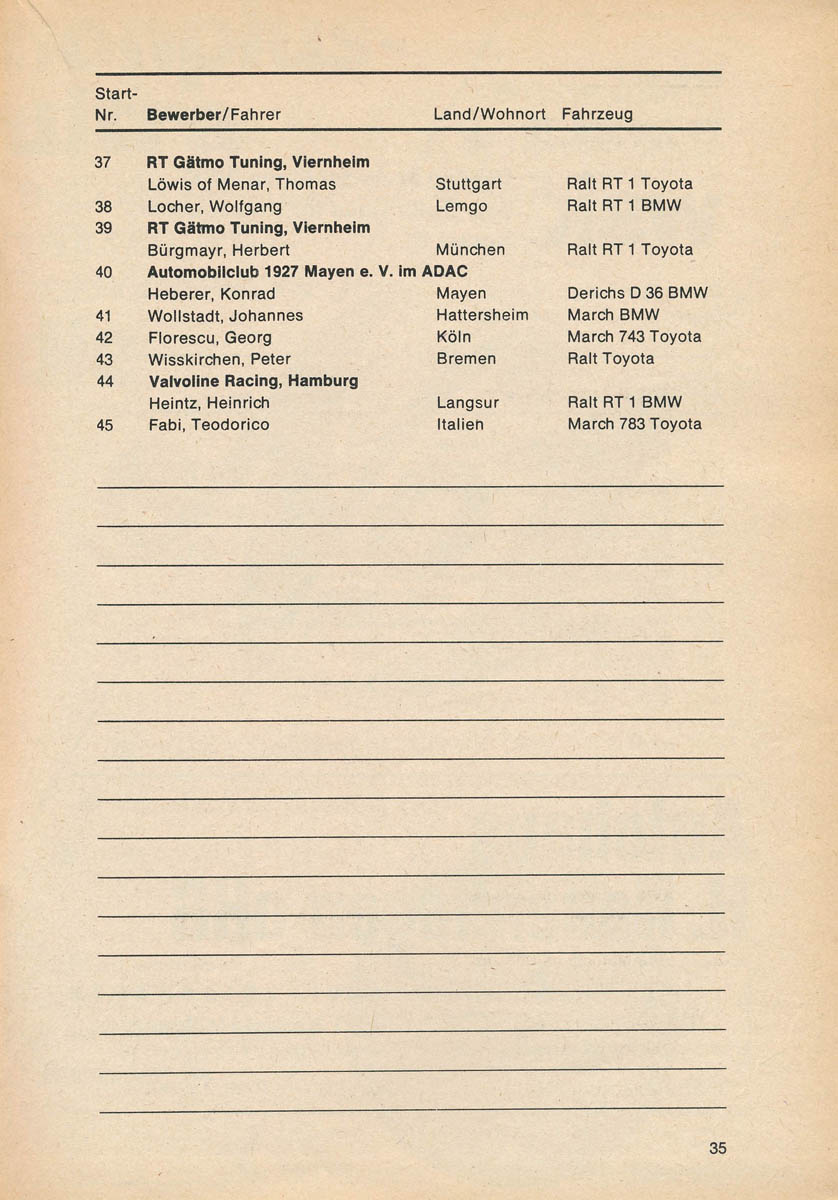 Start-
Nr. Bewerber/Fahrer Land/Wohnort Fahrzeug
37 RT Gätmo Tuning, Viernheim
Löwis of Menar, Thomas Stuttgart Ralt RT 1 Toyota
38 Locher, Wolfgang Lemgo Ralt RT 1 BMW
39 RT Gätmo Tuning, Viernheim
Bürgmayr, Herbert München Ralt RT 1 Toyota
40 Automobilclub 1927 Mayen e. V. im ADAC
Heberer, Konrad Mayen Derichs D 36 BMW
41 Wollstadt, Johannes Hattersheim March BMW
42 Florescu, Georg Köln March 743 Toyota
43 Wisskirchen, Peter Bremen Ralt Toyota
44 Valvoline Racing, Hamburg
Heintz, Heinrich Langsur Ralt RT 1 BMW
45 Fabi, Teodorico Italien March 783 Toyota
35